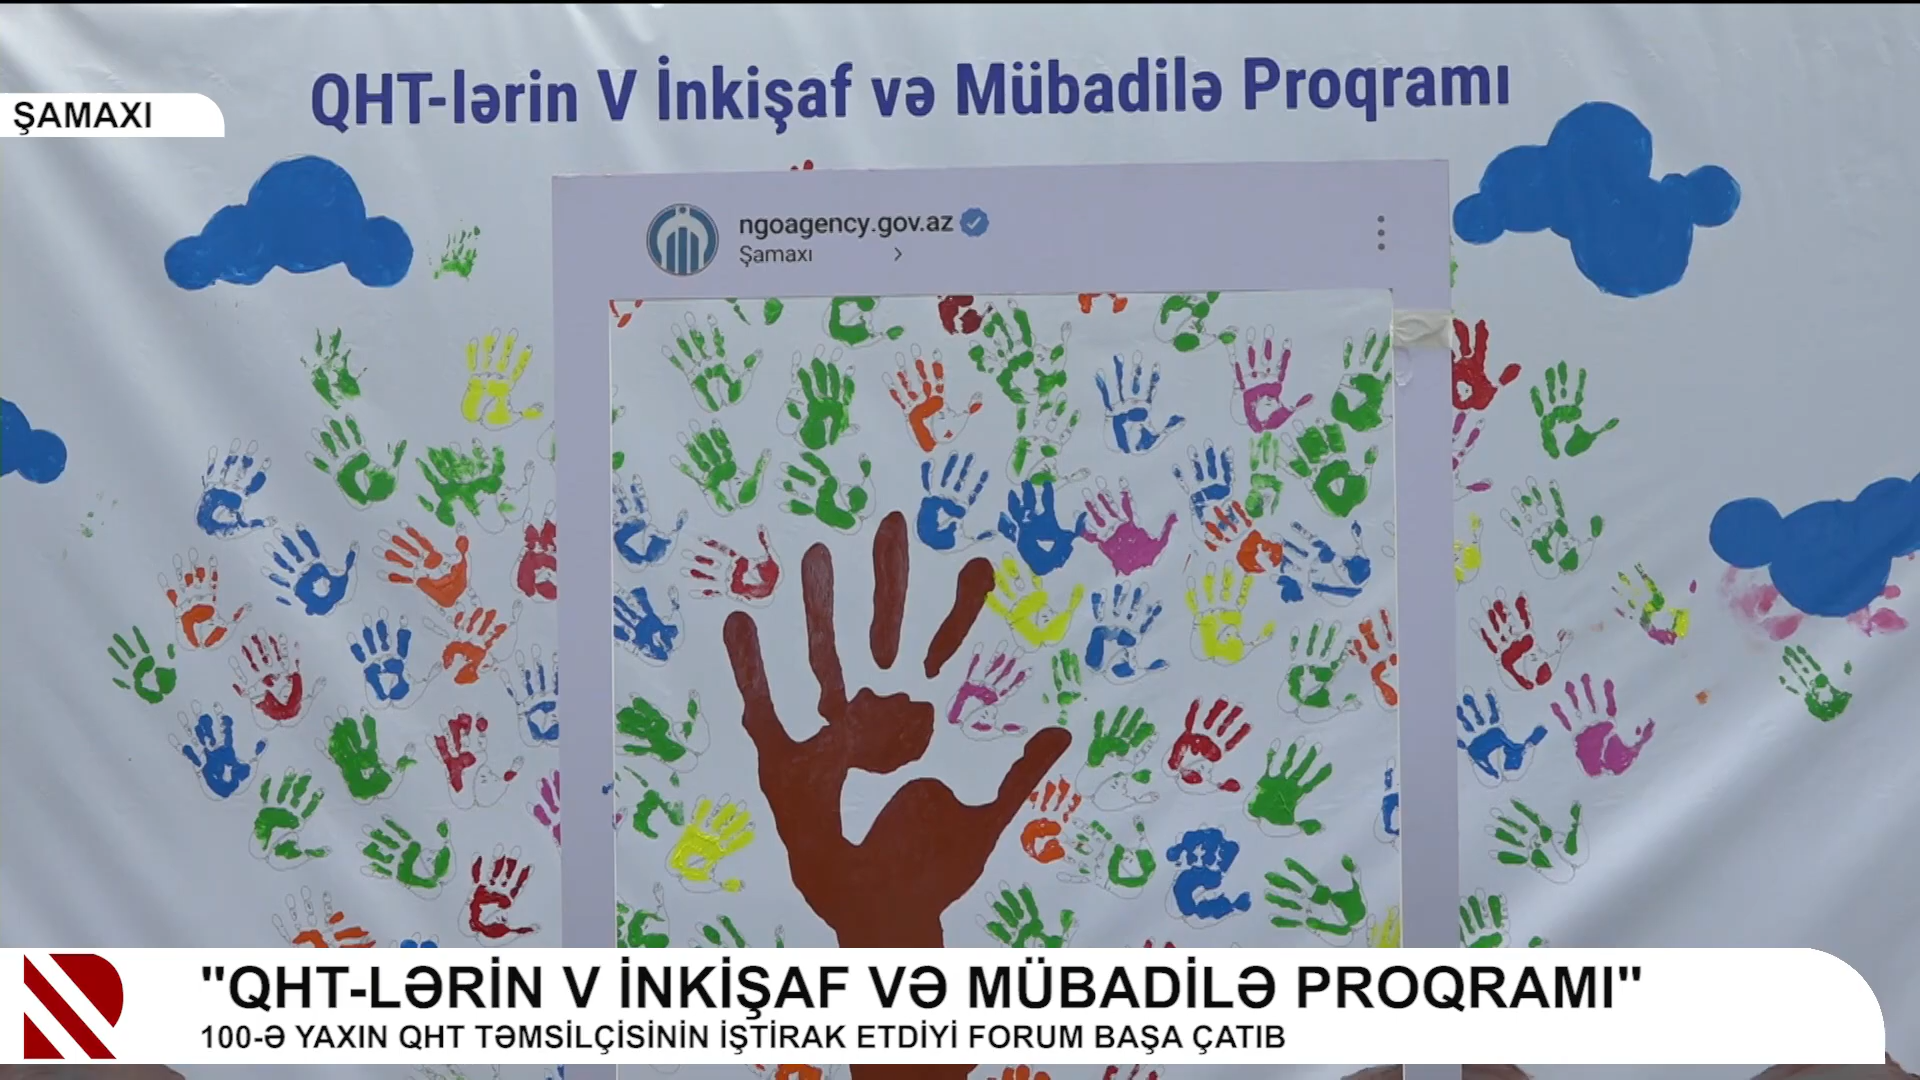 QHT-lərin V İnkişaf və Mübadilə Proqramı
ŞAMAXI
ngoagency.gov.az
Şamaxı
"QHT-LƏRİN V İNKİŞAF VƏ MÜBADİLƏ PROQRAMI"
100-Ə YAXIN QHT TƏMSİLÇİSİNİN İŞTİRAK ETDİYİ FORUM BAŞA ÇATIB